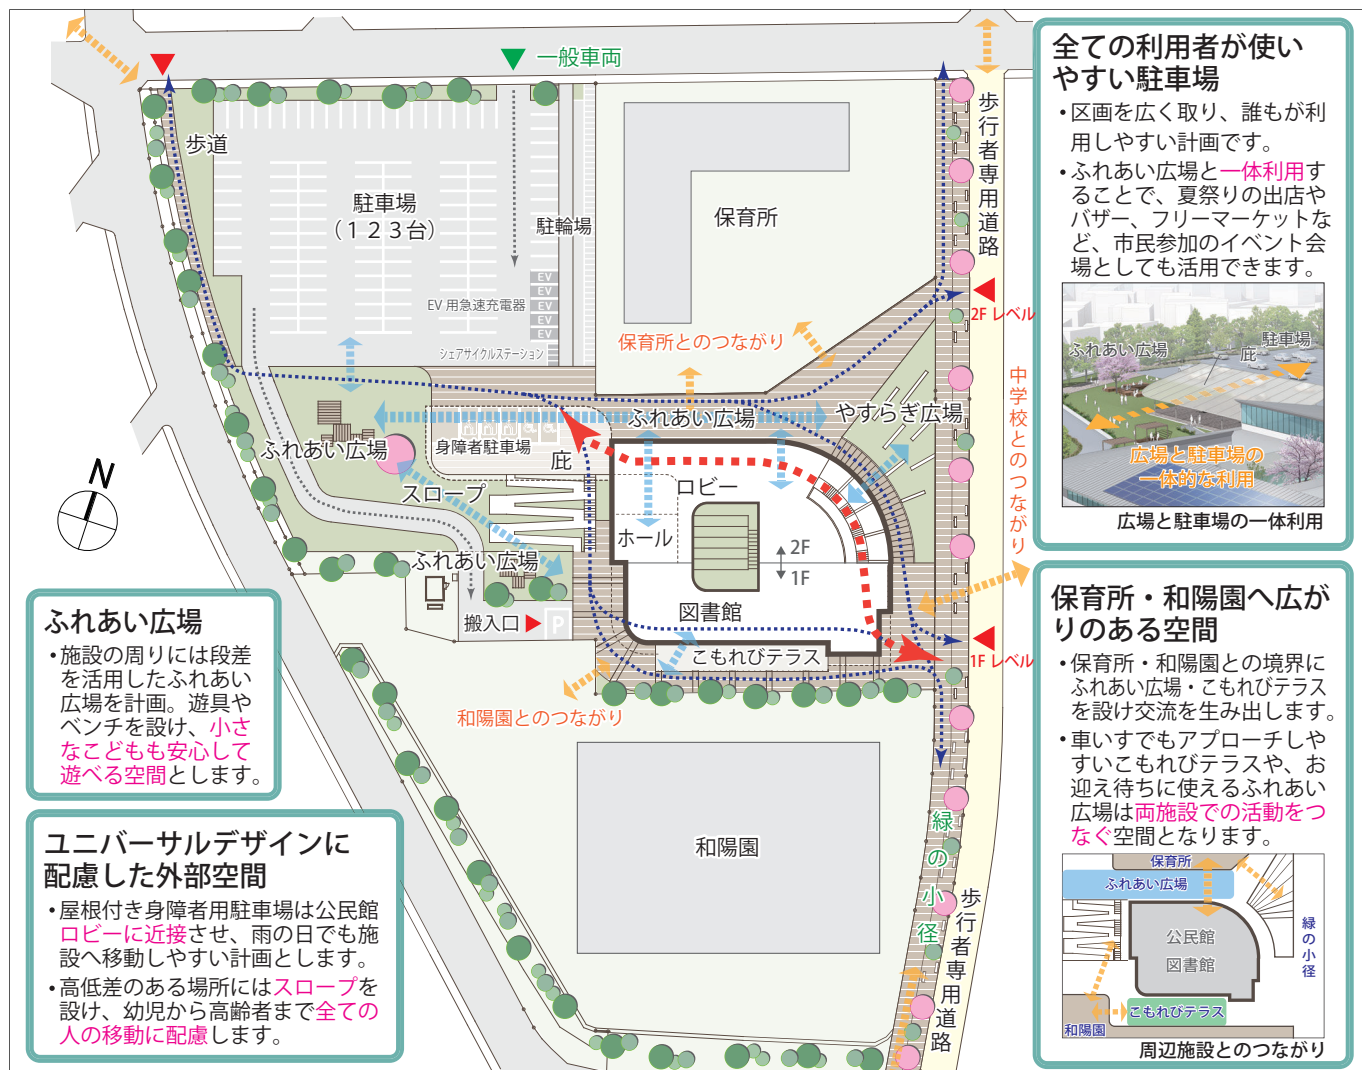 一般車両
歩道
駐車場
（１２３台）
駐輪場
保育所
歩行者専用道路
EV
EV
EV
EV
EV
EV 用急速充電器
シェアサイクルステーション
2F レベル
保育所とのつながり
中学校とのつながり
ふれあい広場
やすらぎ広場
ふれあい広場
身障者駐車場
庇
スロープ
ロビー
ホール
2F
1F
ふれあい広場
図書館
搬入口
P
こもれびテラス
1F レベル
和陽園とのつながり
和陽園
緑の小径
歩行者専用道路
N
ふれあい広場
・施設の周りには段差
を活用したふれあい
広場を計画。遊具や
ベンチを設け、小さ
なこどもも安心して
遊べる空間とします。
ユニバーサルデザインに
配慮した外部空間
・屋根付き身障者用駐車場は公民館
ロビーに近接させ、雨の日でも施
設へ移動しやすい計画とします。
・高低差のある場所にはスロープを
設け、幼児から高齢者まで全ての
人の移動に配慮します。
全ての利用者が使い
やすい駐車場
・区画を広く取り、誰もが利
用しやすい計画です。
・ふれあい広場と一体利用す
ることで、夏祭りの出店や
バザー、フリーマーケットな
ど、市民参加のイベント会
場としても活用できます。
ふれあい広場
庇
駐車場
広場と駐車場の
一体的な利用
広場と駐車場の一体利用
保育所・和陽園へ広が
りのある空間
・保育所・和陽園との境界に
ふれあい広場・こもれびテラス
を設け交流を生み出します。
・車いすでもアプローチしや
すいこもれびテラスや、お
迎え待ちに使えるふれあい
広場は両施設での活動をつ
なぐ空間となります。
保育所
ふれあい広場
公民館
図書館
緑の小径
こもれびテラス
和陽園
周辺施設とのつながり